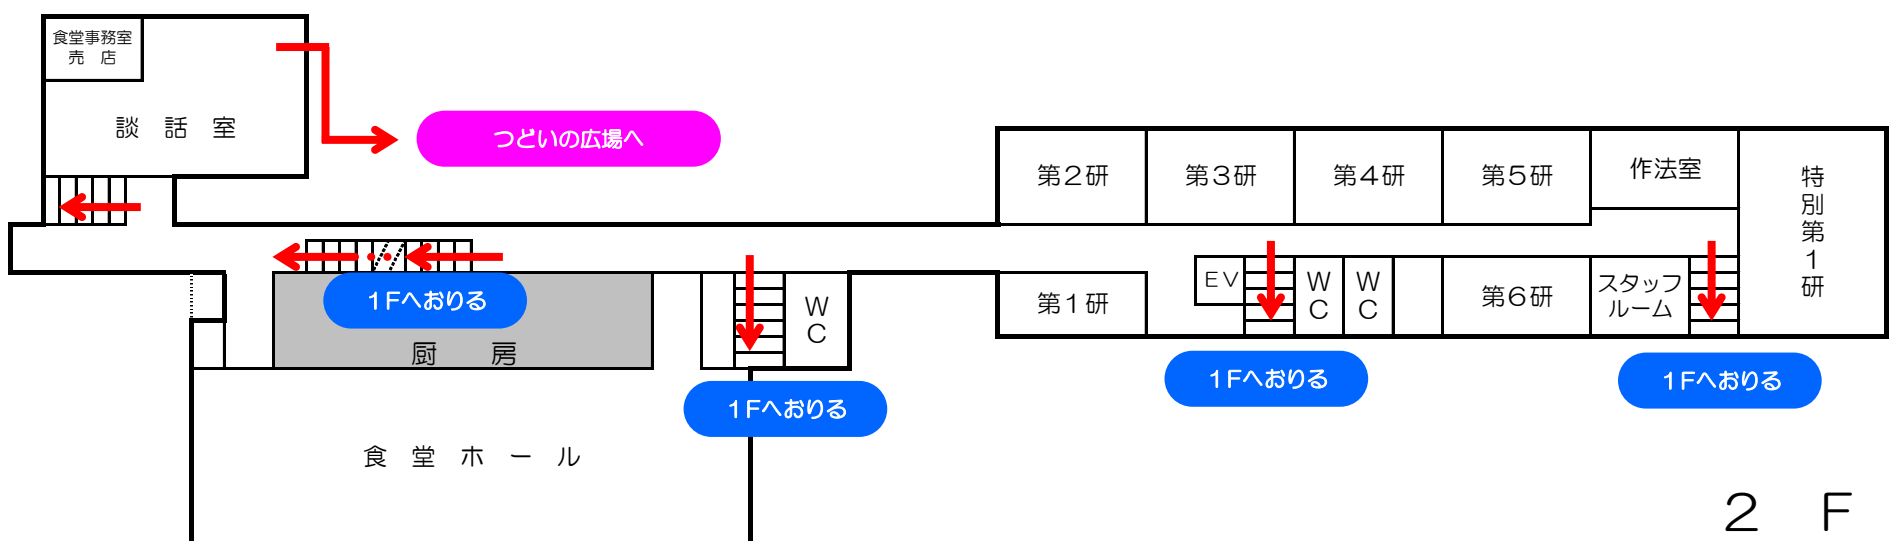 食堂事務室
売 店
談 話 室
つどいの広場へ
第2研
第3研
第4研
第5研
作法室
特別第1研
1Fへおりる
厨 房
WC
第1研
EV
WC
WC
第6研
スタッフ
ルーム
1Fへおりる
1Fへおりる
1Fへおりる
食 堂 ホ ー ル
2 F